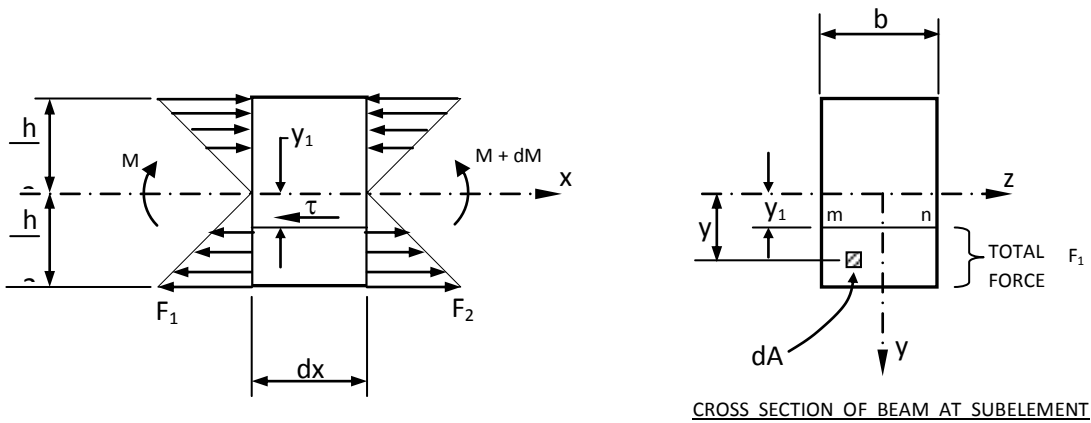 b
h
y₁
M
M + dM
x
z
τ
h
y
y₁
m
n
TOTAL F₁
FORCE
F₁
F₂
dx
dA
y
CROSS SECTION OF BEAM AT SUBELEMENT